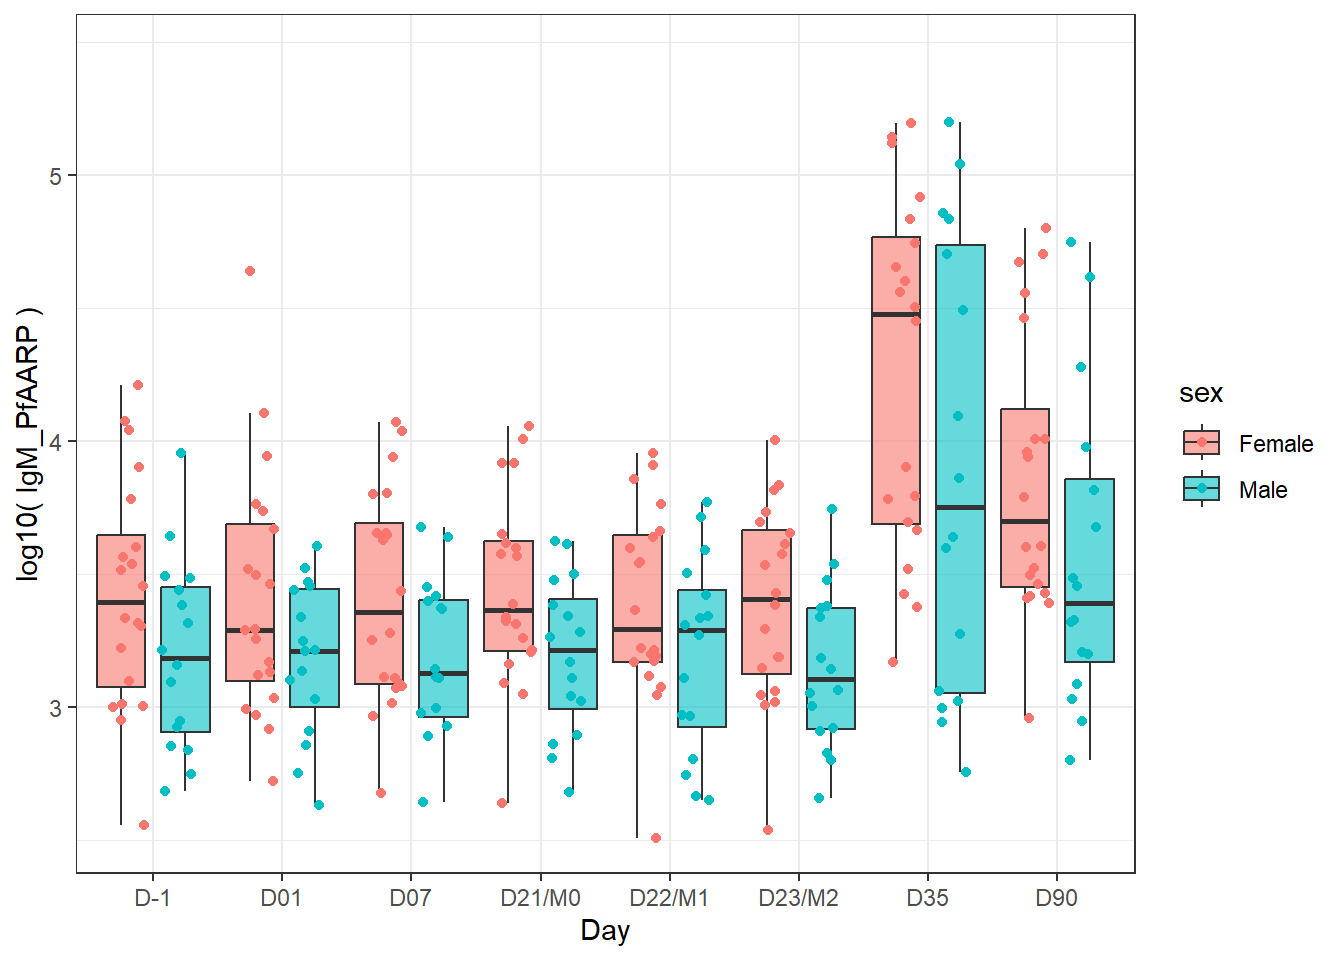 5
4
3
log10( IgM_PfAARP )
D-1 D01 D07 D21/M0 D22/M1 D23/M2 D35 D90
Day
sex
Female
Male